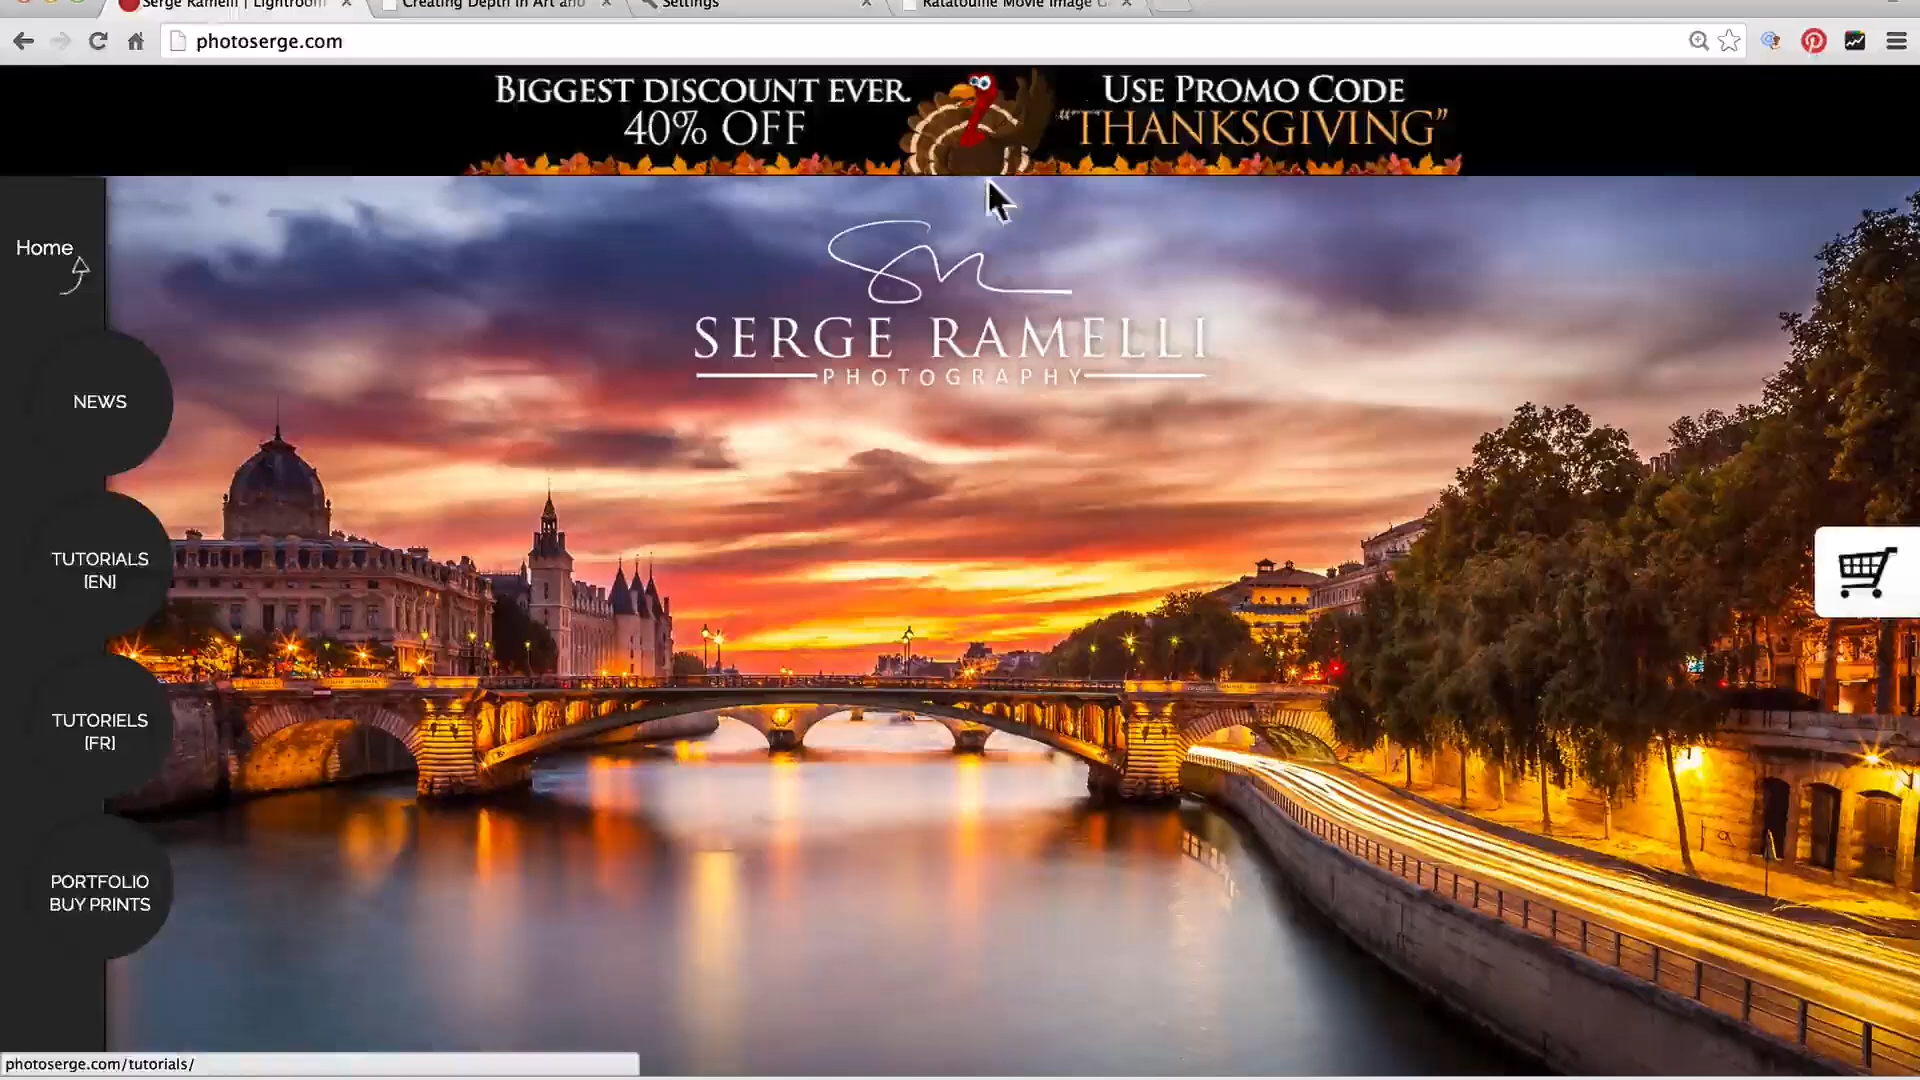 Serge Ramelli | Lightroom
Creating Depth in Art and
Settings
Ratatouille Movie Image G
photoserge.com
BIGGEST DISCOUNT EVER.
40% OFF
USE PROMO CODE
“THANKSGIVING”
Home
SERGE RAMELLI
PHOTOGRAPHY
NEWS
TUTORIALS
[EN]
TUTORIELS
[FR]
PORTFOLIO
BUY PRINTS
photoserge.com/tutorials/